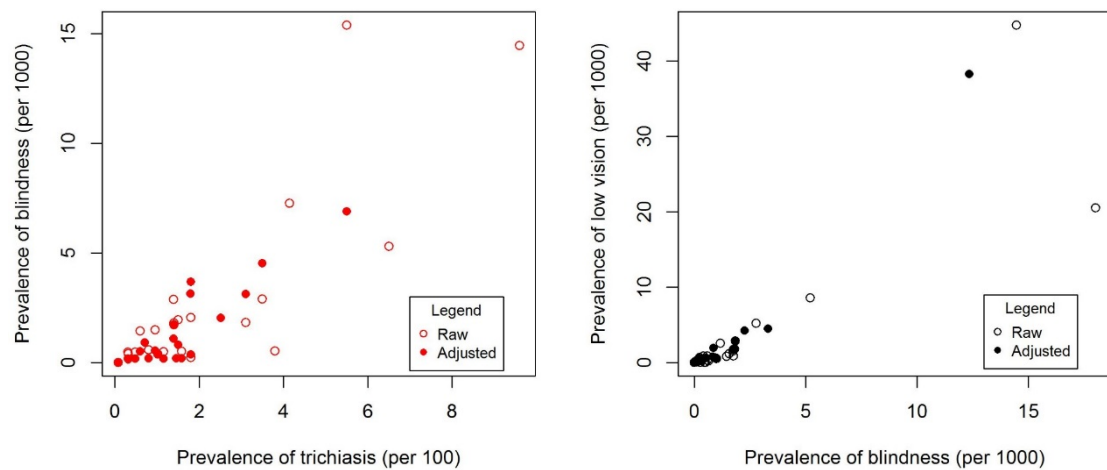 Prevalence of blindness (per 1000)
15
10
5
0
0 2 4 6 8
Prevalence of trichiasis (per 100)
Legend
Raw
Adjusted
Prevalence of low vision (per 1000)
40
30
20
10
0
0 5 10 15
Prevalence of blindness (per 1000)
Legend
Raw
Adjusted